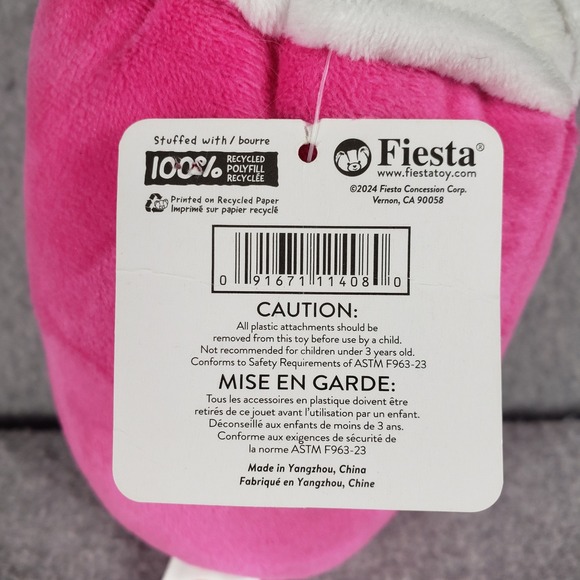 Stuffed with / bourre
100% RECYCLED
POLYFILL
RECYCLÉE
Printed on Recycled Paper
Imprimé sur papier recyclé
Fiesta®
www.fiestatoy.com
©2024 Fiesta Concession Corp.
Vernon, CA 90058
0 91671 11408 0
CAUTION:
All plastic attachments should be
removed from this toy before use by a child.
Not recommended for children under 3 years old.
Conforms to Safety Requirements of ASTM F963-23
MISE EN GARDE:
Tous les accessoires en plastique doivent être
retirés de ce jouet avant l'utilisation par un enfant.
Déconseillé aux enfants de moins de 3 ans.
Conforme aux exigences de sécurité de
la norme ASTM F963-23
Made in Yangzhou, China
Fabriqué en Yangzhou, Chine